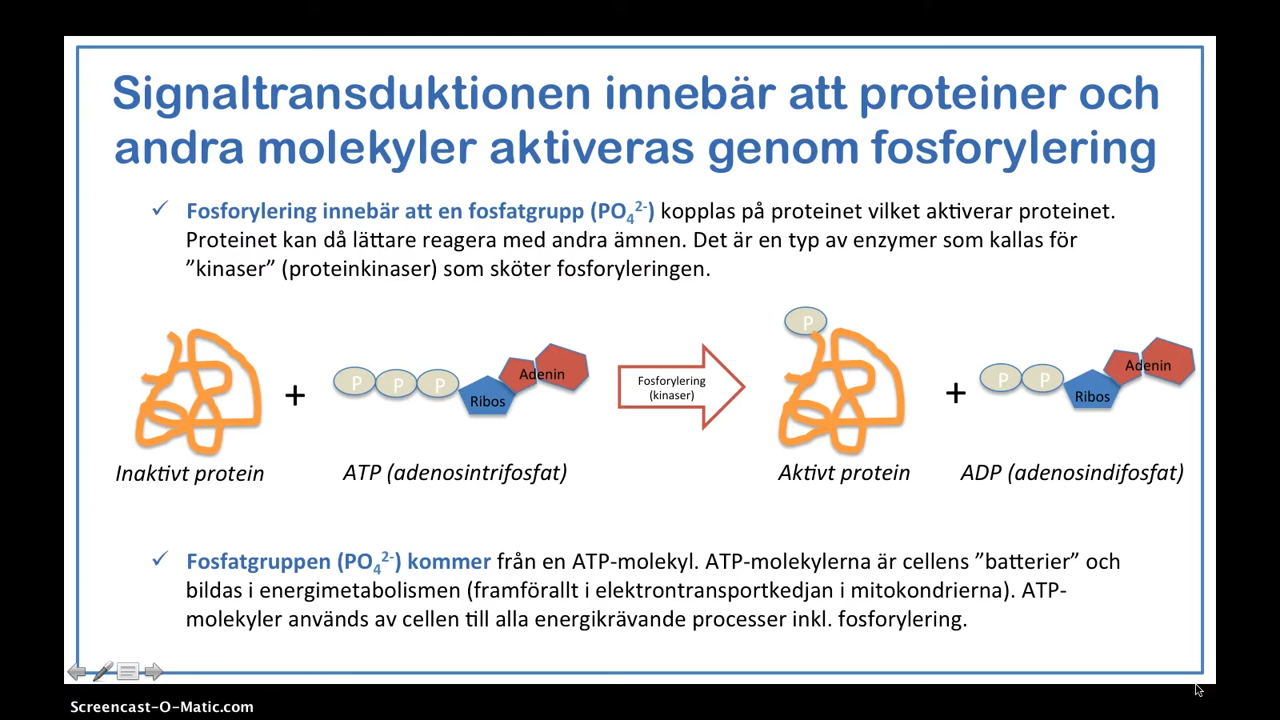 Signaltransduktionen innebär att proteiner och
andra molekyler aktiveras genom fosforylering
✓ Fosforylering innebär att en fosfatgrupp (PO₄²⁻) kopplas på proteinet vilket aktiverar proteinet.
Proteinet kan då lättare reagera med andra ämnen. Det är en typ av enzymer som kallas för
”kinaser” (proteinkinaser) som sköter fosforyleringen.
P
Adenin
P P P
Ribos
+
Fosforylering
(kinaser)
+
Adenin
P P
Ribos
Inaktivt protein
ATP (adenosintrifosfat)
Aktivt protein
ADP (adenosindifosfat)
✓ Fosfatgruppen (PO₄²⁻) kommer från en ATP-molekyl. ATP-molekylerna är cellens ”batterier” och
bildas i energimetabolismen (framförallt i elektrontransportkedjan i mitokondrierna). ATP-
molekyler används av cellen till alla energikrävande processer inkl. fosforylering.
Screencast-O-Matic.com